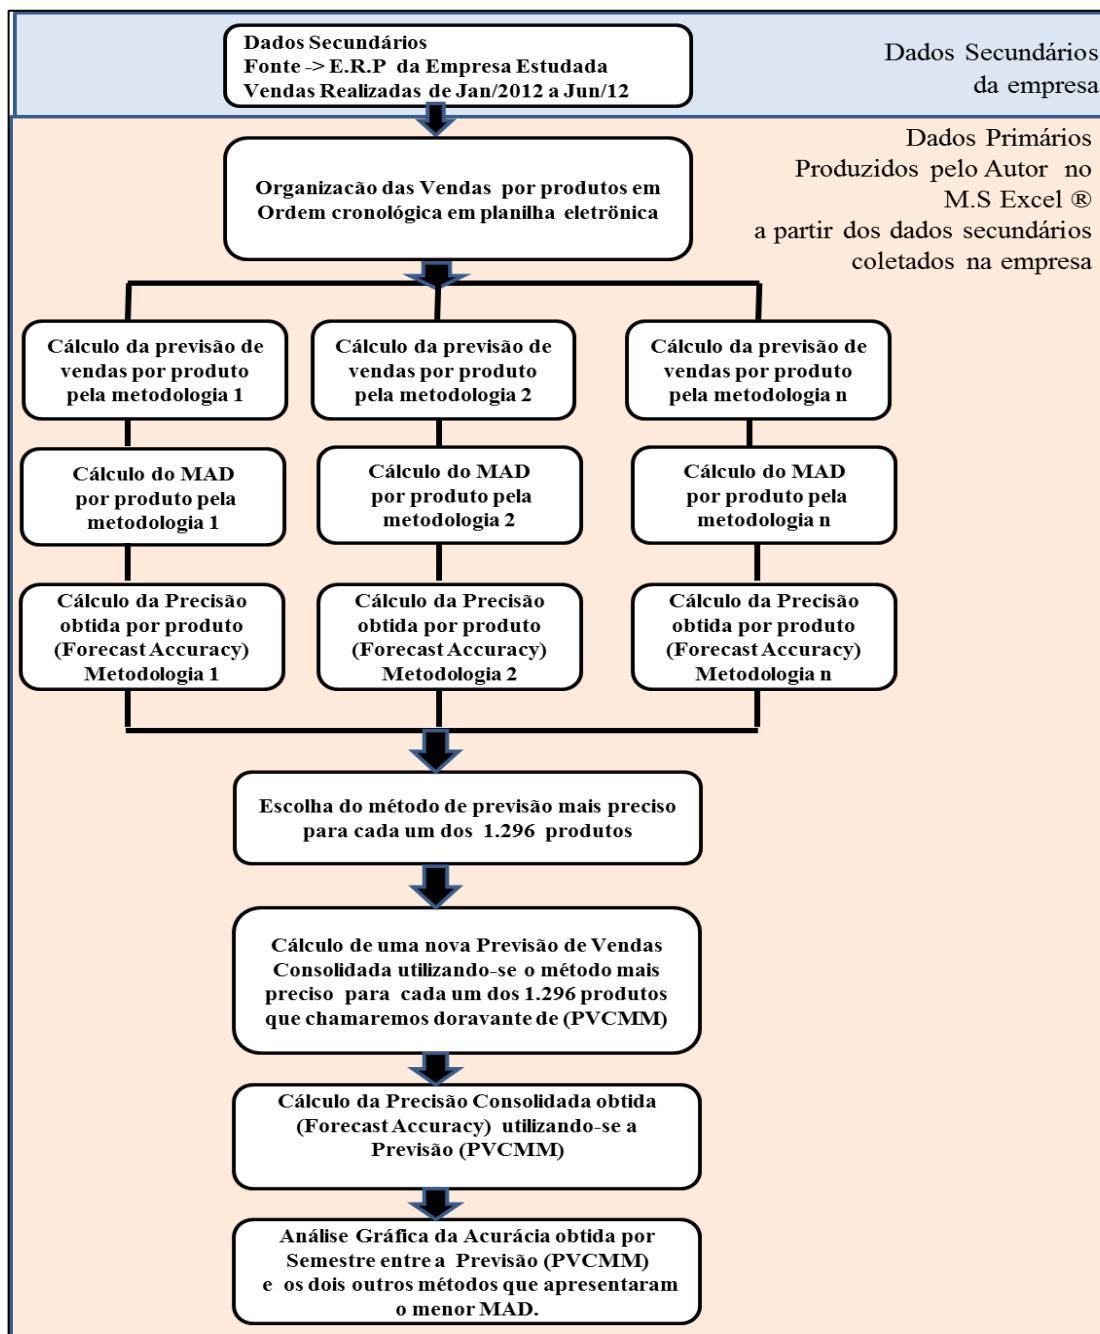 Dados Secundários
Fonte -> E.R.P da Empresa Estudada
Vendas Realizadas de Jan/2012 a Jun/12
Dados Secundários
da empresa
Dados Primários
Produzidos pelo Autor no
M.S Excel ®
a partir dos dados secundários
coletados na empresa
Organizacão das Vendas por produtos em
Ordem cronológica em planilha eletrönica
Cálculo da previsão de
vendas por produto
pela metodologia 1
Cálculo da previsão de
vendas por produto
pela metodologia 2
Cálculo da previsão de
vendas por produto
pela metodologia n
Cálculo do MAD
por produto pela
metodologia 1
Cálculo do MAD
por produto pela
metodologia 2
Cálculo do MAD
por produto pela
metodologia n
Cálculo da Precisão
obtida por produto
(Forecast Accuracy)
Metodologia 1
Cálculo da Precisão
obtida por produto
(Forecast Accuracy)
Metodologia 2
Cálculo da Precisão
obtida por produto
(Forecast Accuracy)
Metodologia n
Escolha do método de previsão mais preciso
para cada um dos 1.296 produtos
Cálculo de uma nova Previsão de Vendas
Consolidada utilizando-se o método mais
preciso para cada um dos 1.296 produtos
que chamaremos doravante de (PVCMM)
Cálculo da Precisão Consolidada obtida
(Forecast Accuracy) utilizando-se a
Previsão (PVCMM)
Análise Gráfica da Acurácia obtida por
Semestre entre a Previsão (PVCMM)
e os dois outros métodos que apresentaram
o menor MAD.